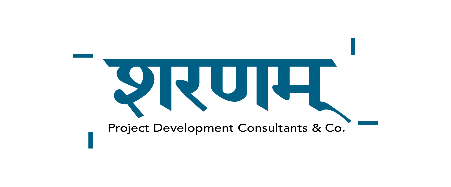 शरणम्
Project Development Consultants & Co.